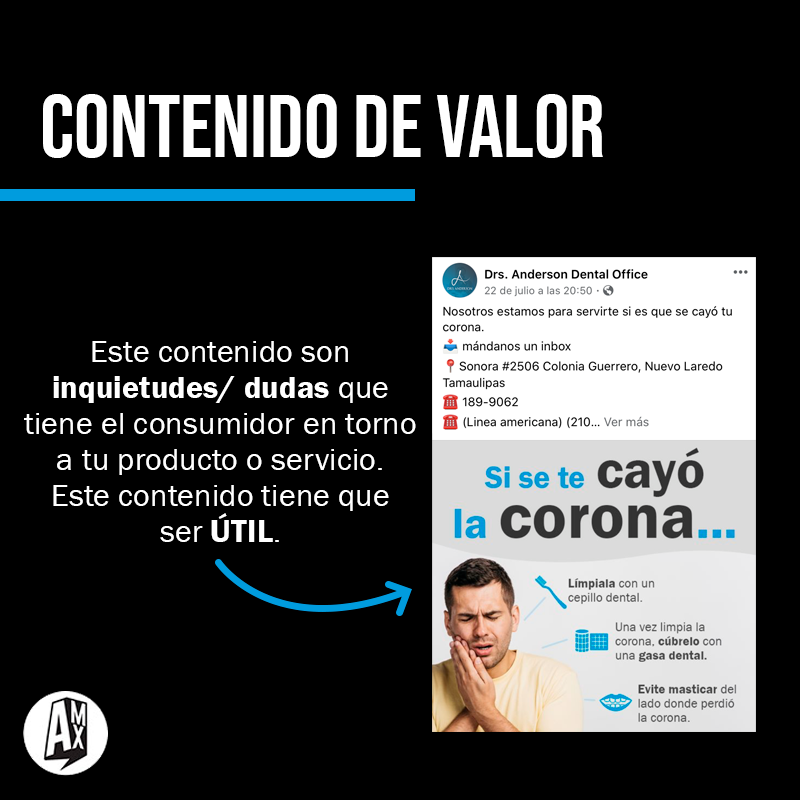 CONTENIDO DE VALOR
Este contenido son
inquietudes/ dudas que
tiene el consumidor en torno
a tu producto o servicio.
Este contenido tiene que
ser ÚTIL.
Drs. Anderson Dental Office
22 de julio a las 20:50 ·
Nosotros estamos para servirte si es que se cayó tu
corona.
📥 mándanos un inbox
📍Sonora #2506 Colonia Guerrero, Nuevo Laredo
Tamaulipas
☎️ 189-9062
☎️ (Linea americana) (210... Ver más
Si se te cayó
la corona...
Límpiala con un
cepillo dental.
Una vez limpia la
corona, cúbrelo con
una gasa dental.
Evite masticar del
lado donde perdió
la corona.
AMX